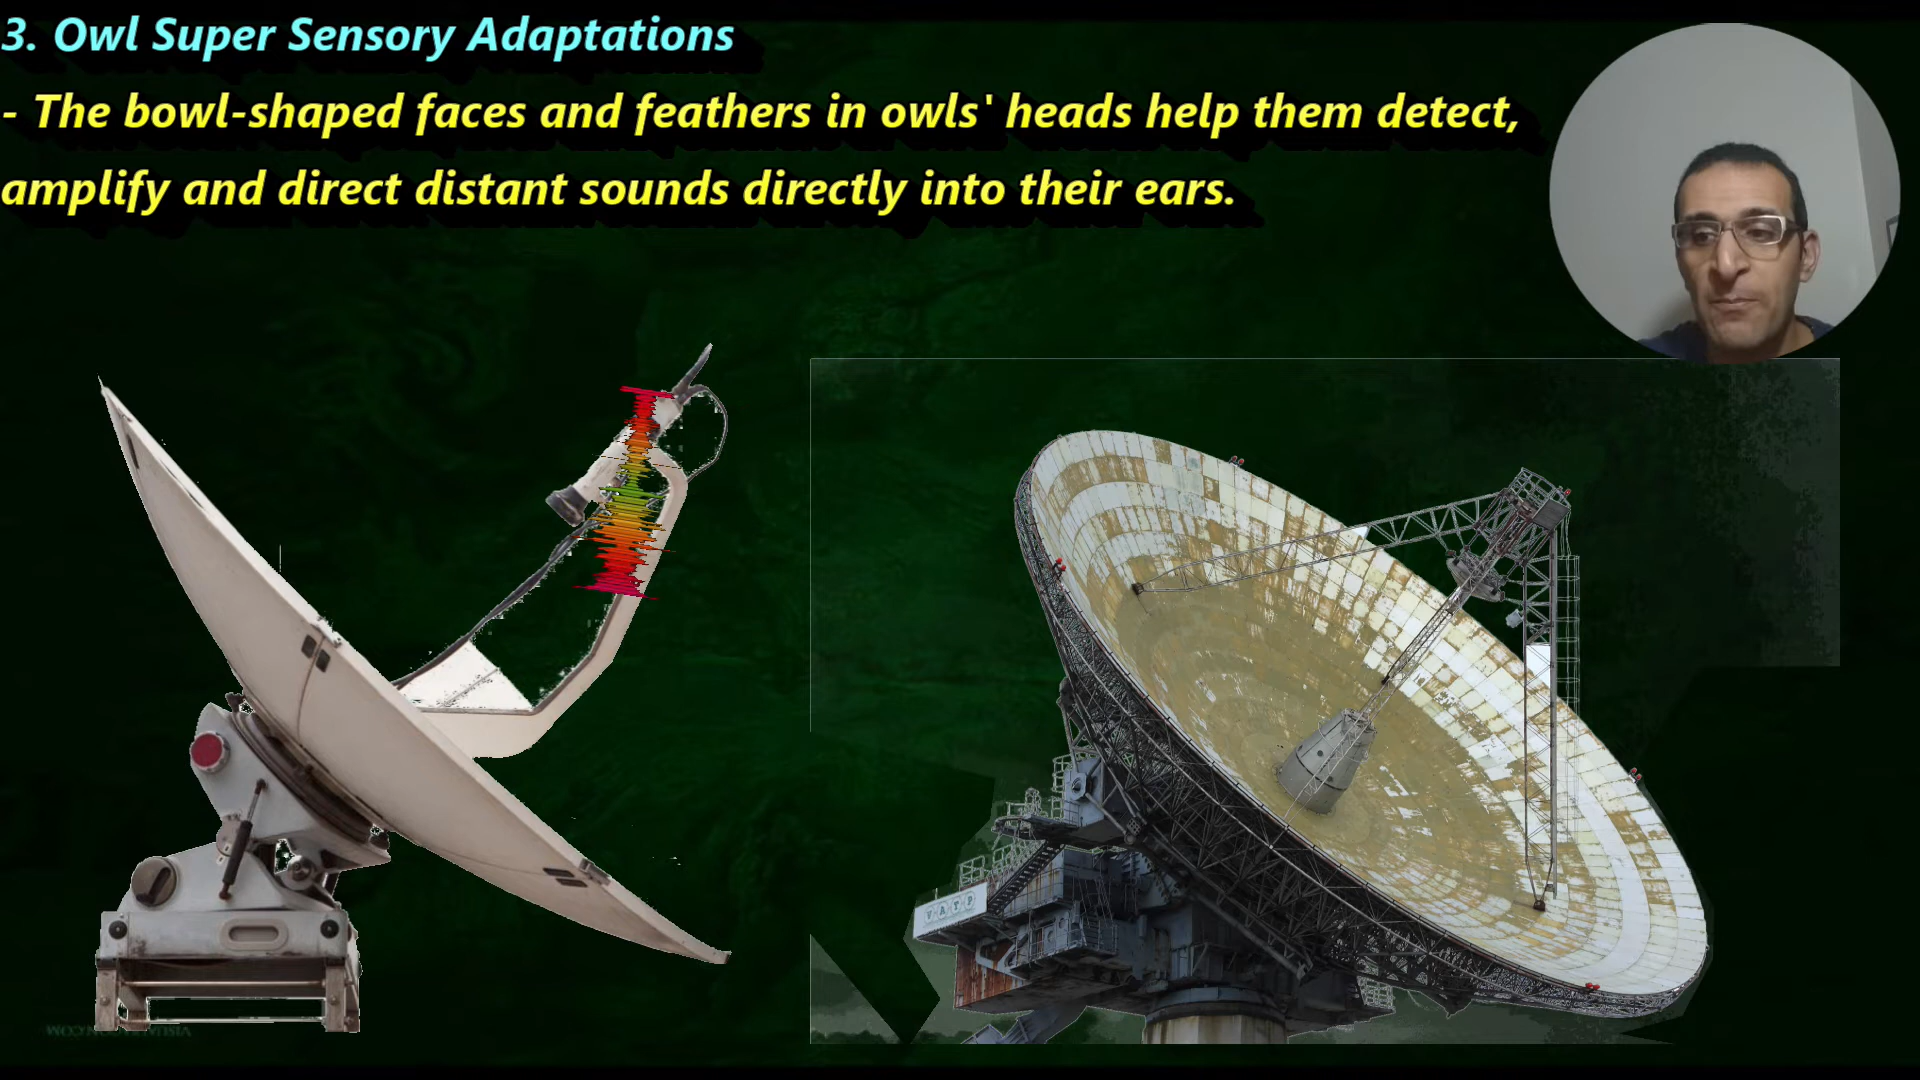 3. Owl Super Sensory Adaptations
- The bowl-shaped faces and feathers in owls' heads help them detect,
amplify and direct distant sounds directly into their ears.
VATP